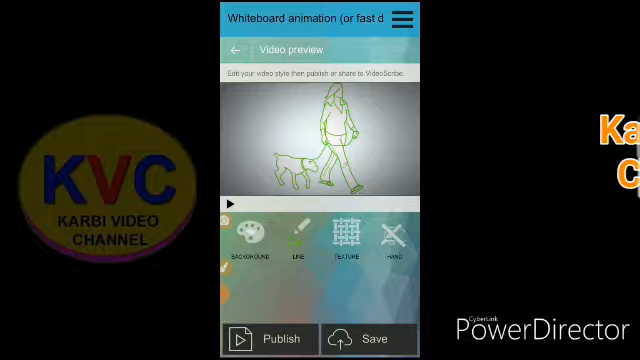 Whiteboard animation (or fast d
Video preview
Edit your video style then publish or share to VideoScribe.
BACKGROUND
LINE
TEXTURE
HAND
Publish
Save
KVC
KARBI VIDEO
CHANNEL
Ka
C
CyberLink
PowerDirector